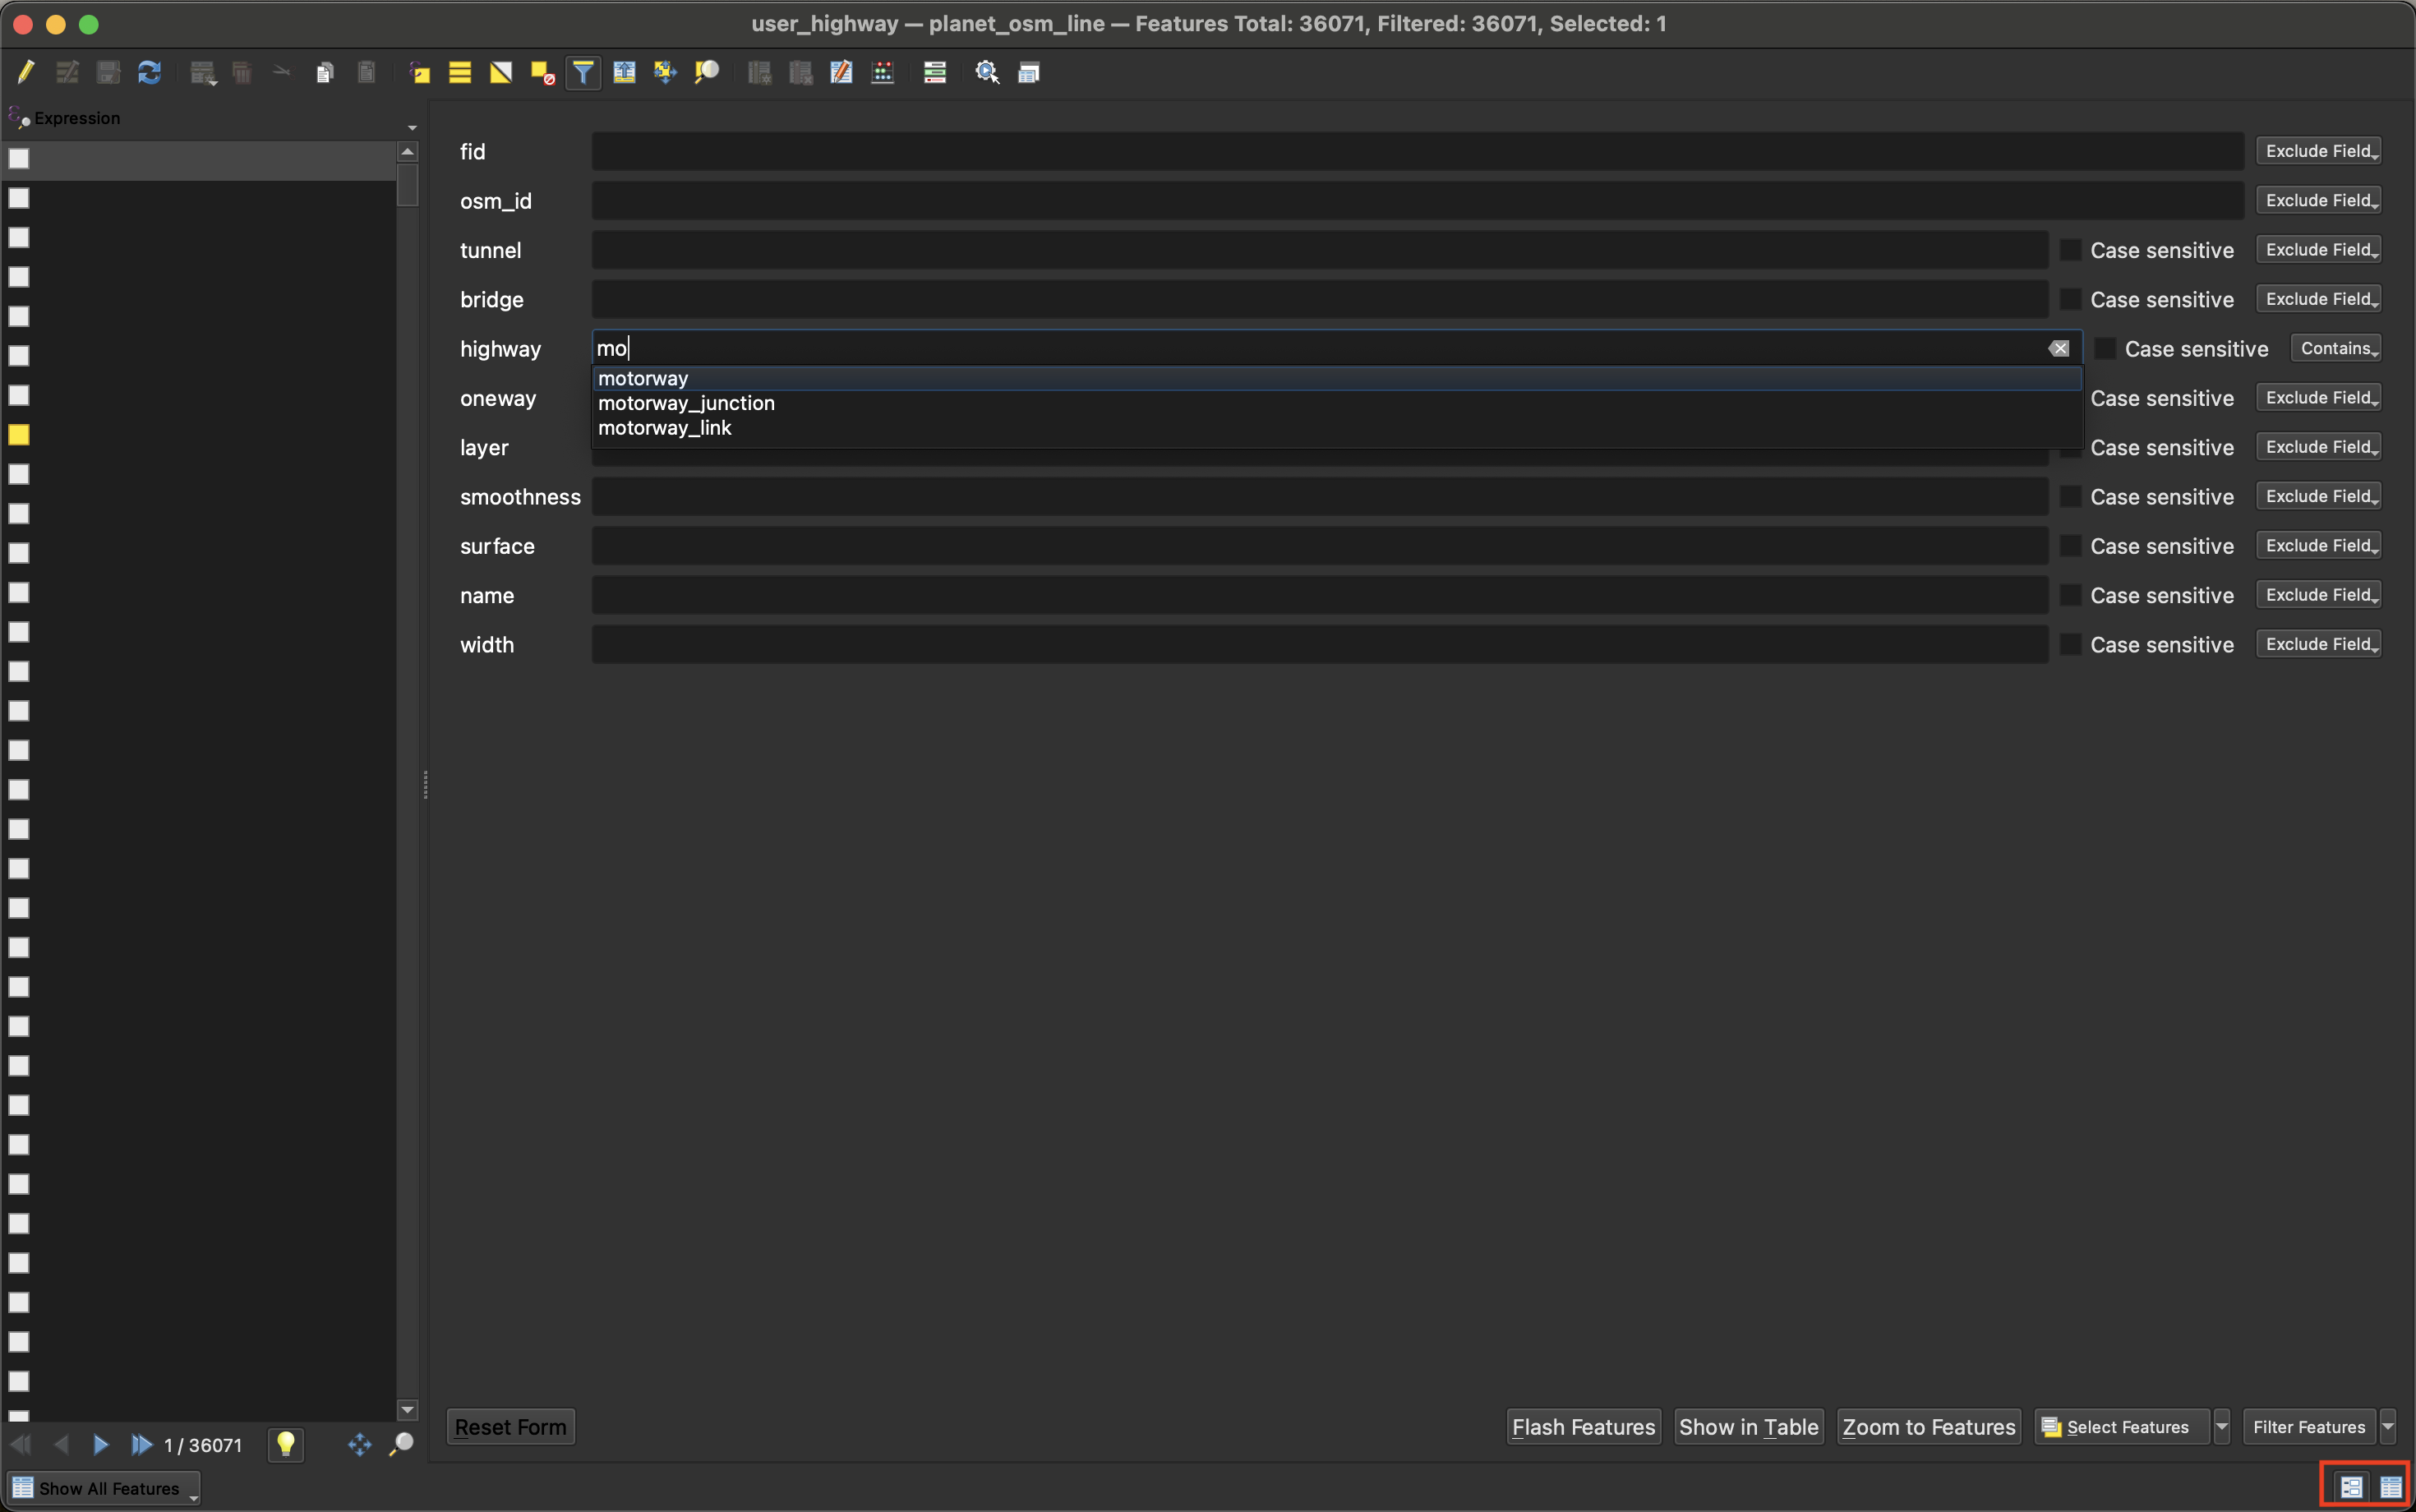 user_highway — planet_osm_line — Features Total: 36071, Filtered: 36071, Selected: 1
Expression
fid Exclude Field
osm_id Exclude Field
tunnel Case sensitive Exclude Field
bridge Case sensitive Exclude Field
highway mo Case sensitive Contains
motorway
motorway_junction
oneway Case sensitive Exclude Field
motorway_link
layer Case sensitive Exclude Field
smoothness Case sensitive Exclude Field
surface Case sensitive Exclude Field
name Case sensitive Exclude Field
width Case sensitive Exclude Field
Reset Form Flash Features Show in Table Zoom to Features Select Features Filter Features
1 / 36071
Show All Features